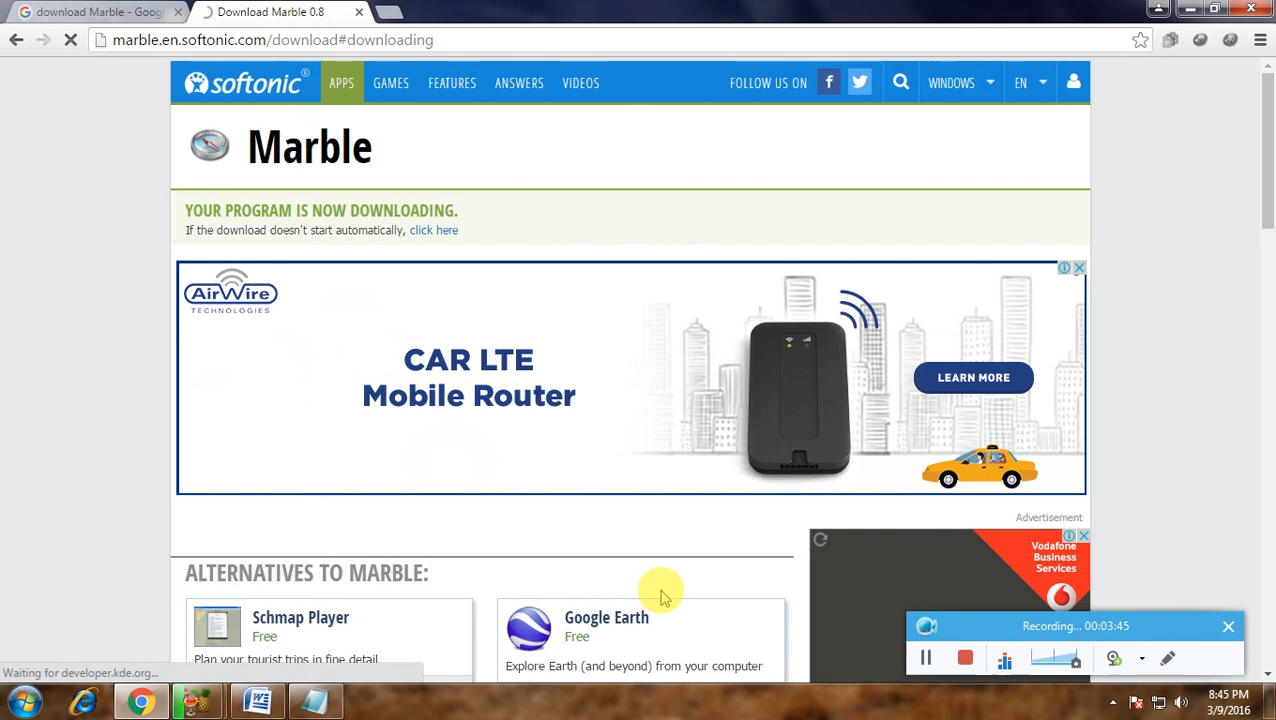 download Marble - Goog
Download Marble 0.8
marble.en.softonic.com/download#downloading
softonic®
APPS
GAMES
FEATURES
ANSWERS
VIDEOS
FOLLOW US ON
WINDOWS
EN
Marble
YOUR PROGRAM IS NOW DOWNLOADING.
If the download doesn't start automatically, click here
AirWire
TECHNOLOGIES
CAR LTE
Mobile Router
LEARN MORE
Advertisement
ALTERNATIVES TO MARBLE:
Schmap Player
Free
Plan your tourist trips in fine detail
Google Earth
Free
Explore Earth (and beyond) from your computer
Vodafone
Business
Services
Recording... 00:03:45
Waiting for developer.kde.org...
8:45 PM
3/9/2016